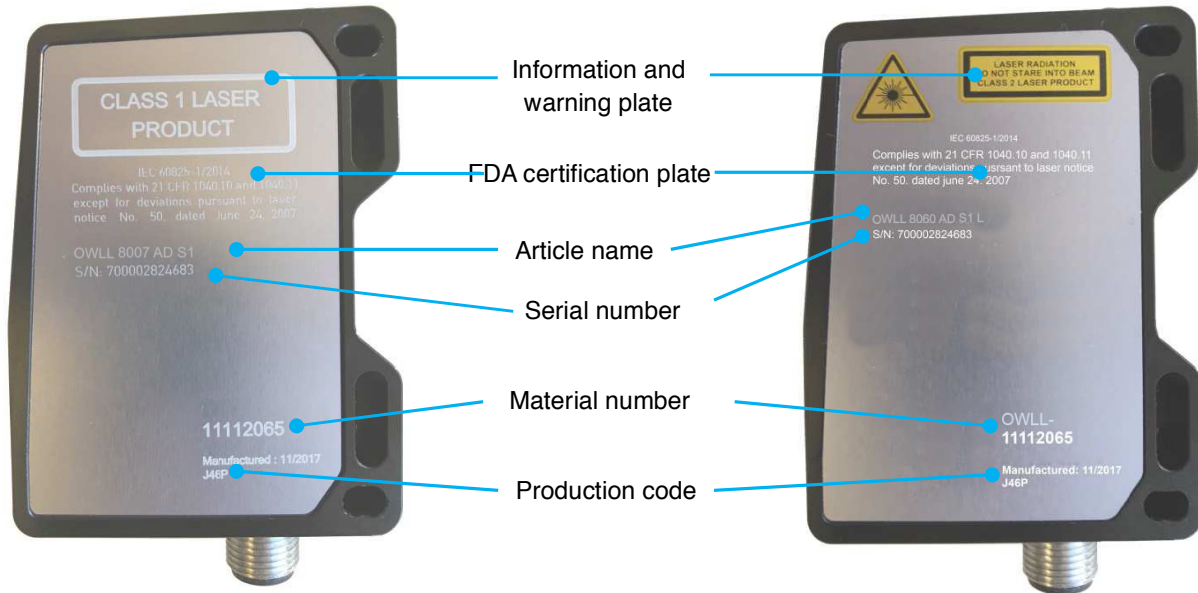 CLASS 1 LASER
PRODUCT
IEC 60825-1/2014
Complies with 21 CFR 1040.10 and 1040.11
except for deviations pursuant to laser
notice No. 50. dated June 24. 2007
OWLL 8007 AD S1
S/N: 700002824683
11112065
Manufactured : 11/2017
J46P
Information and
warning plate
FDA certification plate
Article name
Serial number
Material number
Production code
LASER RADIATION
DO NOT STARE INTO BEAM
CLASS 2 LASER PRODUCT
IEC 60825-1/2014
Complies with 21 CFR 1040.10 and 1040.11
except for deviations pusrsant to laser notice
No. 50. dated june 24. 2007
OWLL 8060 AD S1 L
S/N: 700002824683
OWLL-
11112065
Manufactured: 11/2017
J46P